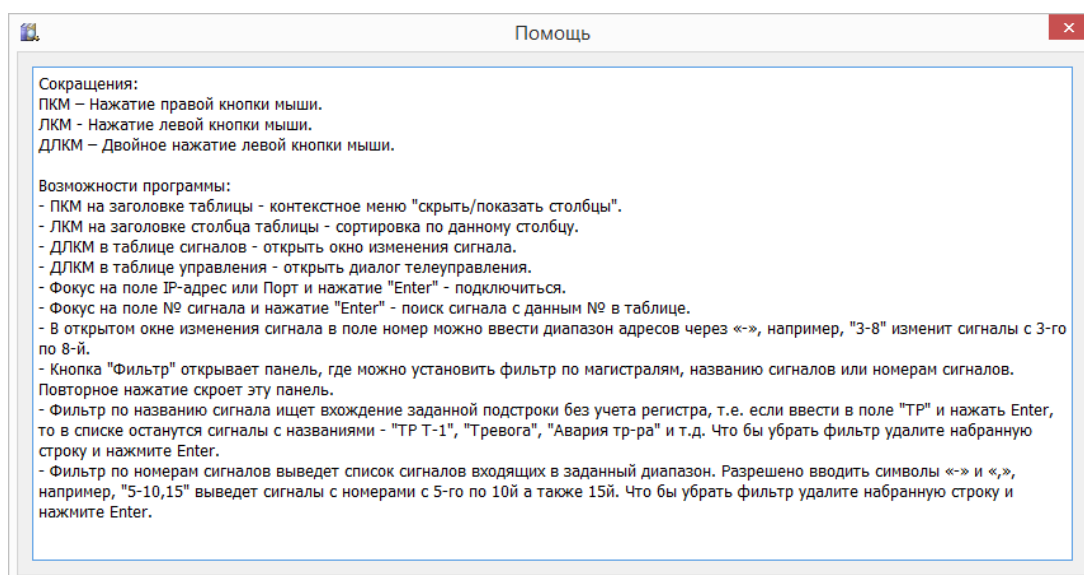 Помощь
Сокращения:
ПКМ – Нажатие правой кнопки мыши.
ЛКМ - Нажатие левой кнопки мыши.
ДЛКМ – Двойное нажатие левой кнопки мыши.
Возможности программы:
- ПКМ на заголовке таблицы - контекстное меню "скрыть/показать столбцы".
- ЛКМ на заголовке столбца таблицы - сортировка по данному столбцу.
- ДЛКМ в таблице сигналов - открыть окно изменения сигнала.
- ДЛКМ в таблице управления - открыть диалог телеуправления.
- Фокус на поле IP-адрес или Порт и нажатие "Enter" - подключиться.
- Фокус на поле № сигнала и нажатие "Enter" - поиск сигнала с данным № в таблице.
- В открытом окне изменения сигнала в поле номер можно ввести диапазон адресов через «-», например, "3-8" изменит сигналы с 3-го
по 8-й.
- Кнопка "Фильтр" открывает панель, где можно установить фильтр по магистралям, названию сигналов или номерам сигналов.
Повторное нажатие скроет эту панель.
- Фильтр по названию сигнала ищет вхождение заданной подстроки без учета регистра, т.е. если ввести в поле "ТР" и нажать Enter,
то в списке останутся сигналы с названиями - "ТР Т-1", "Тревога", "Авария тр-ра" и т.д. Что бы убрать фильтр удалите набранную
строку и нажмите Enter.
- Фильтр по номерам сигналов выведет список сигналов входящих в заданный диапазон. Разрешено вводить символы «-» и «,»,
например, "5-10,15" выведет сигналы с номерами с 5-го по 10й а также 15й. Что бы убрать фильтр удалите набранную строку и
нажмите Enter.